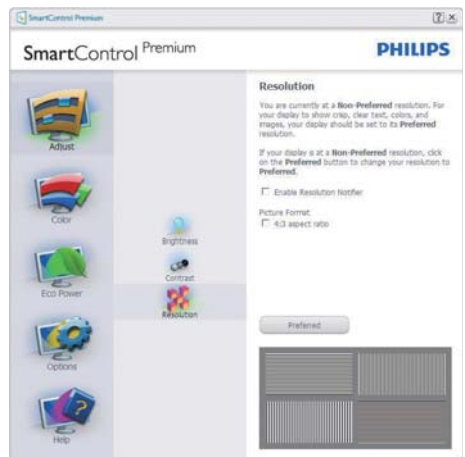 SmartControl Premium
SmartControl Premium
PHILIPS
Adjust
Color
Eco Power
Options
Help
Brightness
Contrast
Resolution
Resolution
You are currently at a Non-Preferred resolution. For
your display to show crisp, clear text, colors, and
images, your display should be set to its Preferred
resolution.
If your display is at a Non-Preferred resolution, click
on the Preferred button to change your resolution to
Preferred.
Enable Resolution Notifier
Picture Format
4:3 aspect ratio
Preferred